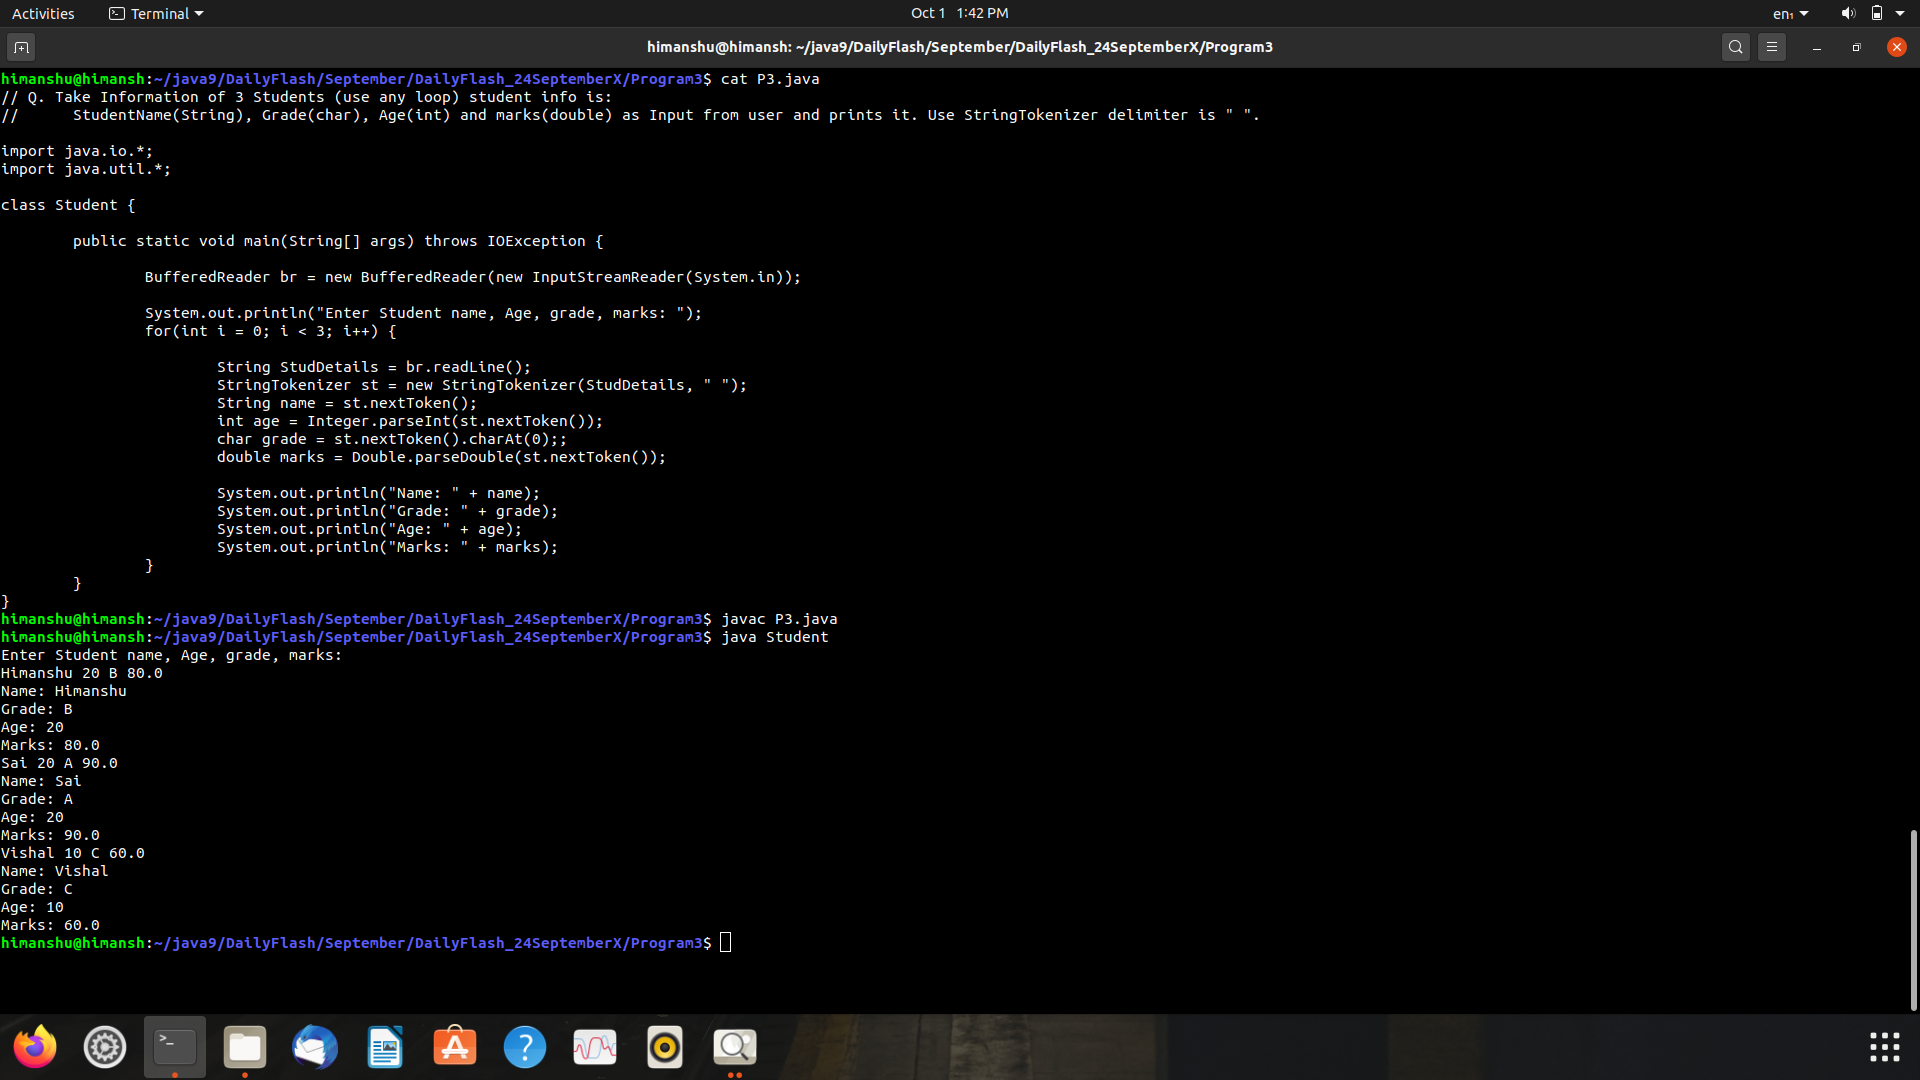 Activities Terminal Oct 1 1:42 PM en₁
himanshu@himansh: ~/java9/DailyFlash/September/DailyFlash_24SeptemberX/Program3
himanshu@himansh:~/java9/DailyFlash/September/DailyFlash_24SeptemberX/Program3$ cat P3.java
// Q. Take Information of 3 Students (use any loop) student info is:
//      StudentName(String), Grade(char), Age(int) and marks(double) as Input from user and prints it. Use StringTokenizer delimiter is " ".
import java.io.*;
import java.util.*;
class Student {
        public static void main(String[] args) throws IOException {
                BufferedReader br = new BufferedReader(new InputStreamReader(System.in));
                System.out.println("Enter Student name, Age, grade, marks: ");
                for(int i = 0; i < 3; i++) {
                        String StudDetails = br.readLine();
                        StringTokenizer st = new StringTokenizer(StudDetails, " ");
                        String name = st.nextToken();
                        int age = Integer.parseInt(st.nextToken());
                        char grade = st.nextToken().charAt(0);;
                        double marks = Double.parseDouble(st.nextToken());
                        System.out.println("Name: " + name);
                        System.out.println("Grade: " + grade);
                        System.out.println("Age: " + age);
                        System.out.println("Marks: " + marks);
                }
        }
}
himanshu@himansh:~/java9/DailyFlash/September/DailyFlash_24SeptemberX/Program3$ javac P3.java
himanshu@himansh:~/java9/DailyFlash/September/DailyFlash_24SeptemberX/Program3$ java Student
Enter Student name, Age, grade, marks:
Himanshu 20 B 80.0
Name: Himanshu
Grade: B
Age: 20
Marks: 80.0
Sai 20 A 90.0
Name: Sai
Grade: A
Age: 20
Marks: 90.0
Vishal 10 C 60.0
Name: Vishal
Grade: C
Age: 10
Marks: 60.0
himanshu@himansh:~/java9/DailyFlash/September/DailyFlash_24SeptemberX/Program3$